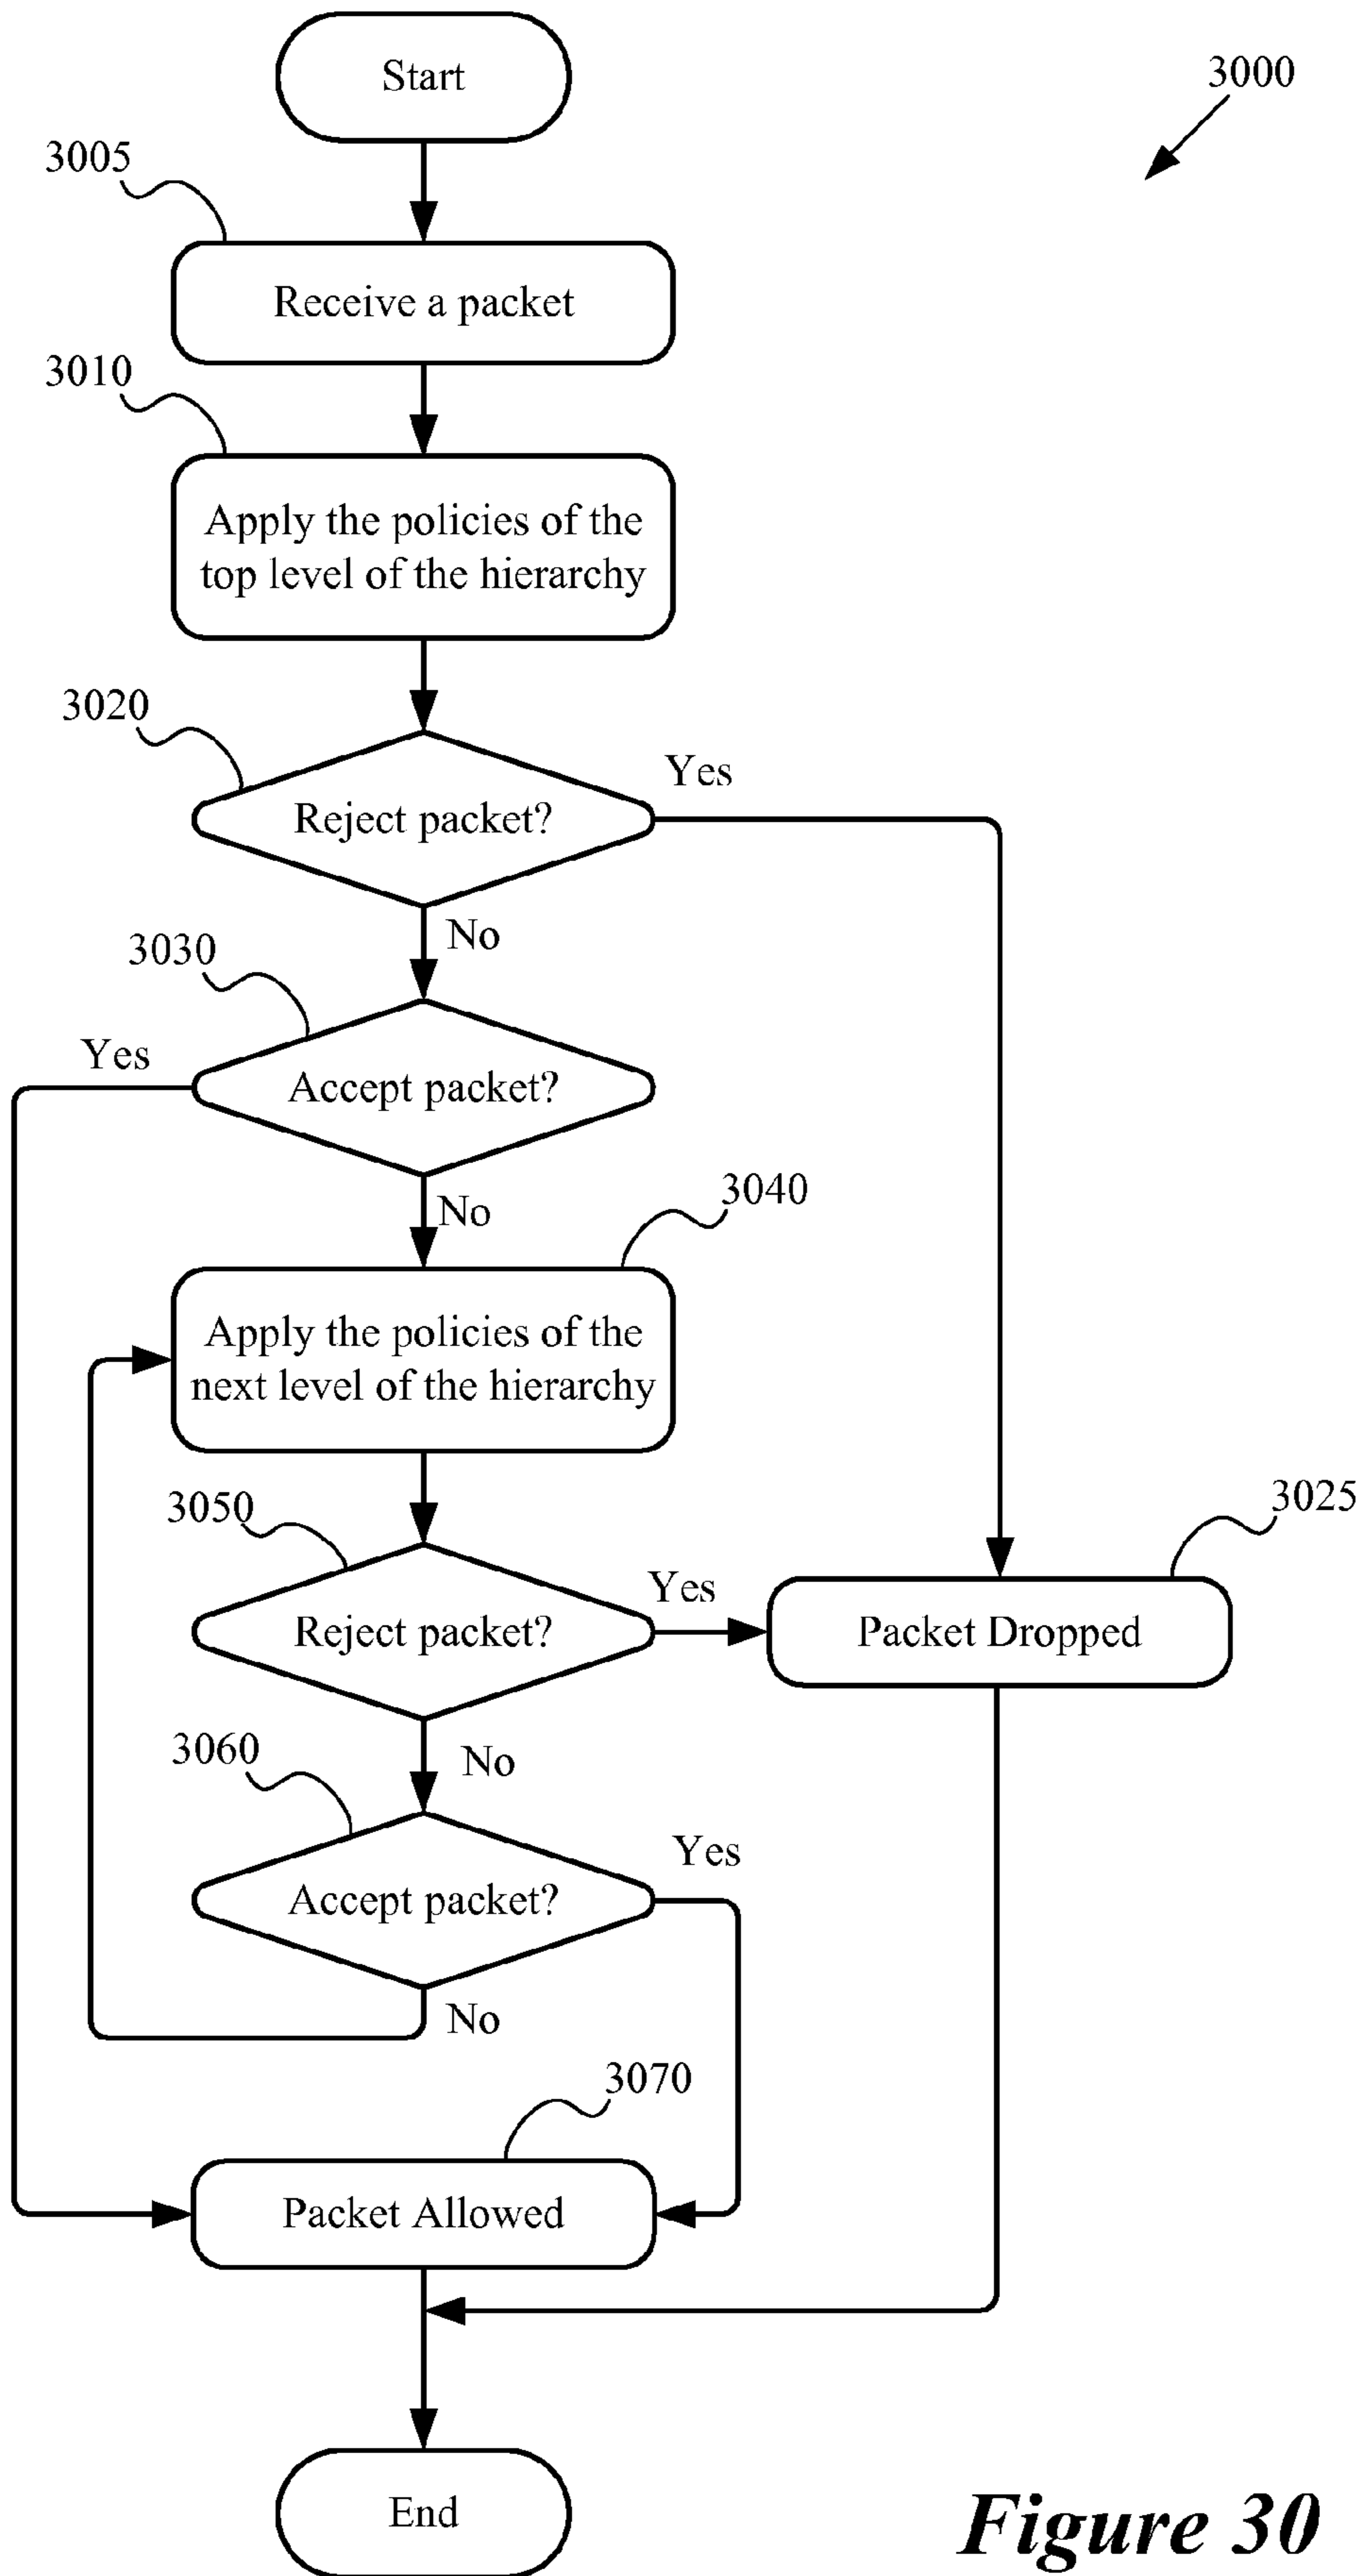 Start
3000
3005
Receive a packet
3010
Apply the policies of the
top level of the hierarchy
3020
Yes
Reject packet?
No
3030
Yes
Accept packet?
No
3040
Apply the policies of the
next level of the hierarchy
3050
3025
Yes
Reject packet?
Packet Dropped
3060
No
Yes
Accept packet?
No
3070
Packet Allowed
End
Figure 30